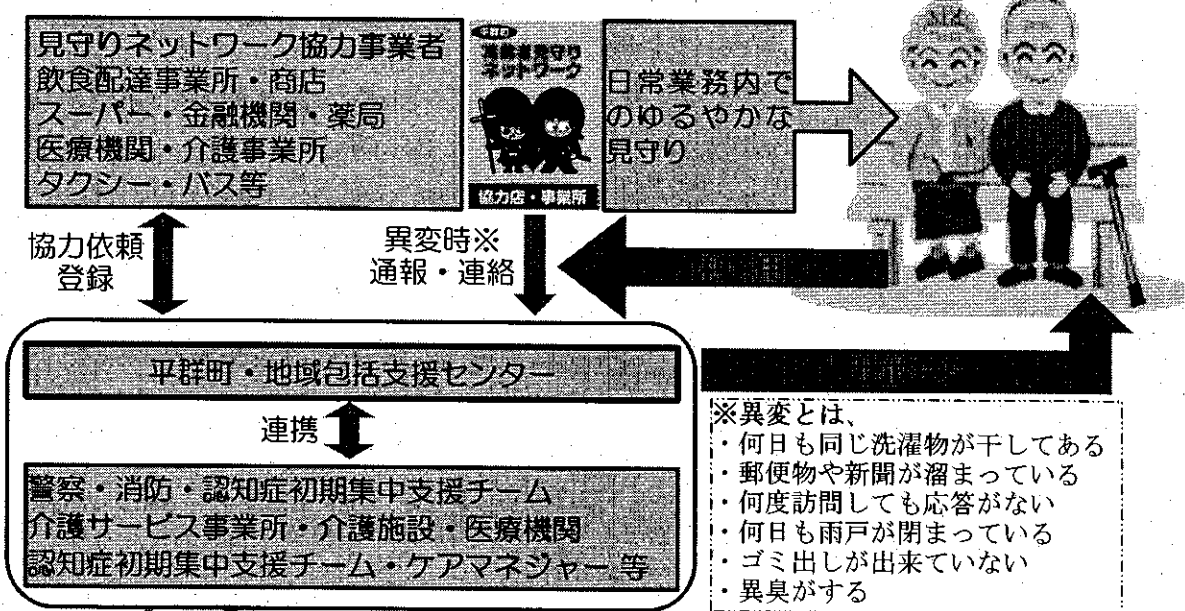 見守りネットワーク協力事業者
飲食配達事業所・商店
スーパー・金融機関・薬局
医療機関・介護事業所
タクシー・バス等
平群町
高齢者見守り
ネットワーク
協力店・事業所
日常業務内で
のゆるやかな
見守り
協力依頼
登録
異変時※
通報・連絡
平群町・地域包括支援センター
連携
警察・消防・認知症初期集中支援チーム
介護サービス事業所・介護施設・医療機関
認知症初期集中支援チーム・ケアマネジャー 等
※異変とは、
・何日も同じ洗濯物が干してある
・郵便物や新聞が溜まっている
・何度訪問しても応答がない
・何日も雨戸が閉まっている
・ゴミ出しが出来ていない
・異臭がする